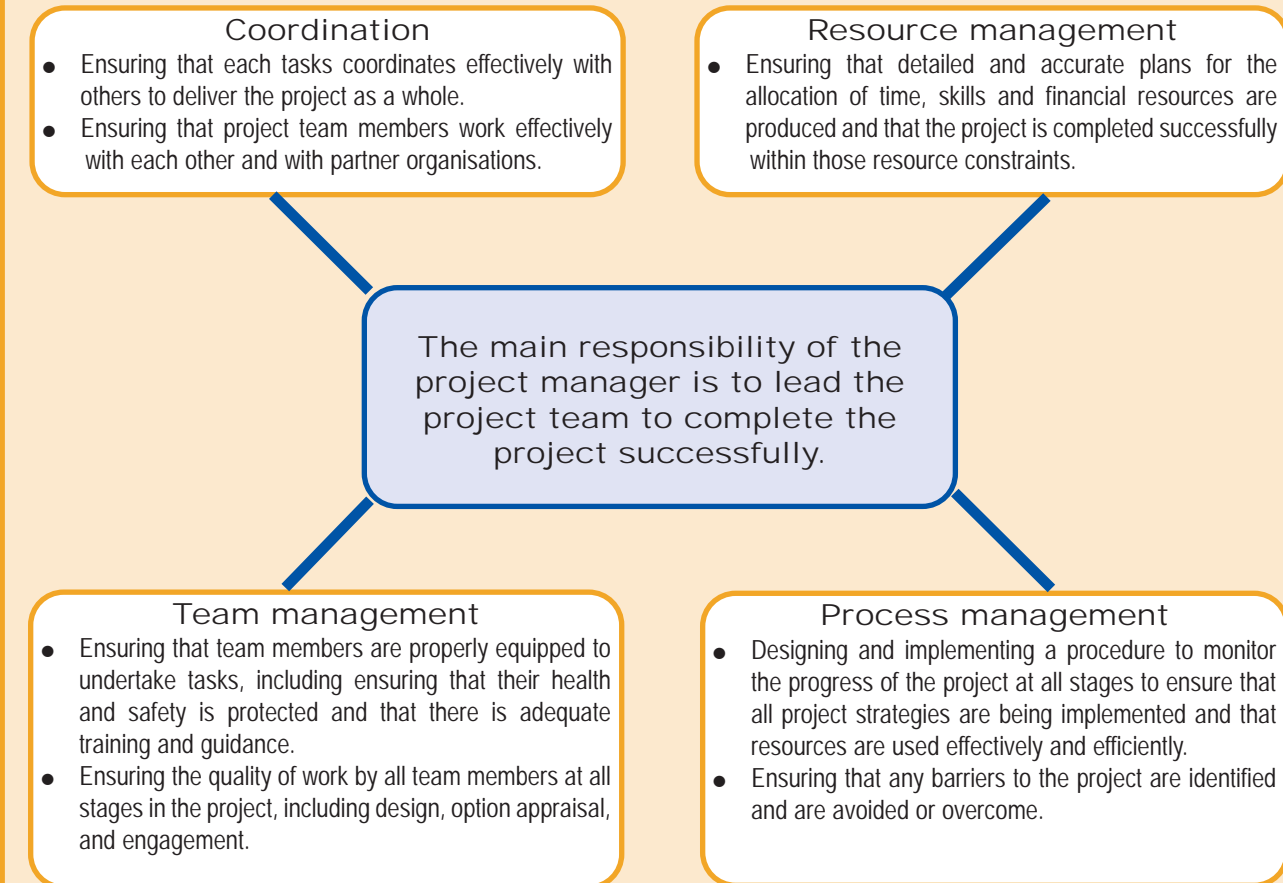 Coordination
● Ensuring that each tasks coordinates effectively with
others to deliver the project as a whole.
● Ensuring that project team members work effectively
with each other and with partner organisations.
Resource management
● Ensuring that detailed and accurate plans for the
allocation of time, skills and financial resources are
produced and that the project is completed successfully
within those resource constraints.
The main responsibility of the
project manager is to lead the
project team to complete the
project successfully.
Team management
● Ensuring that team members are properly equipped to
undertake tasks, including ensuring that their health
and safety is protected and that there is adequate
training and guidance.
● Ensuring the quality of work by all team members at all
stages in the project, including design, option appraisal,
and engagement.
Process management
● Designing and implementing a procedure to monitor
the progress of the project at all stages to ensure that
all project strategies are being implemented and that
resources are used effectively and efficiently.
● Ensuring that any barriers to the project are identified
and are avoided or overcome.